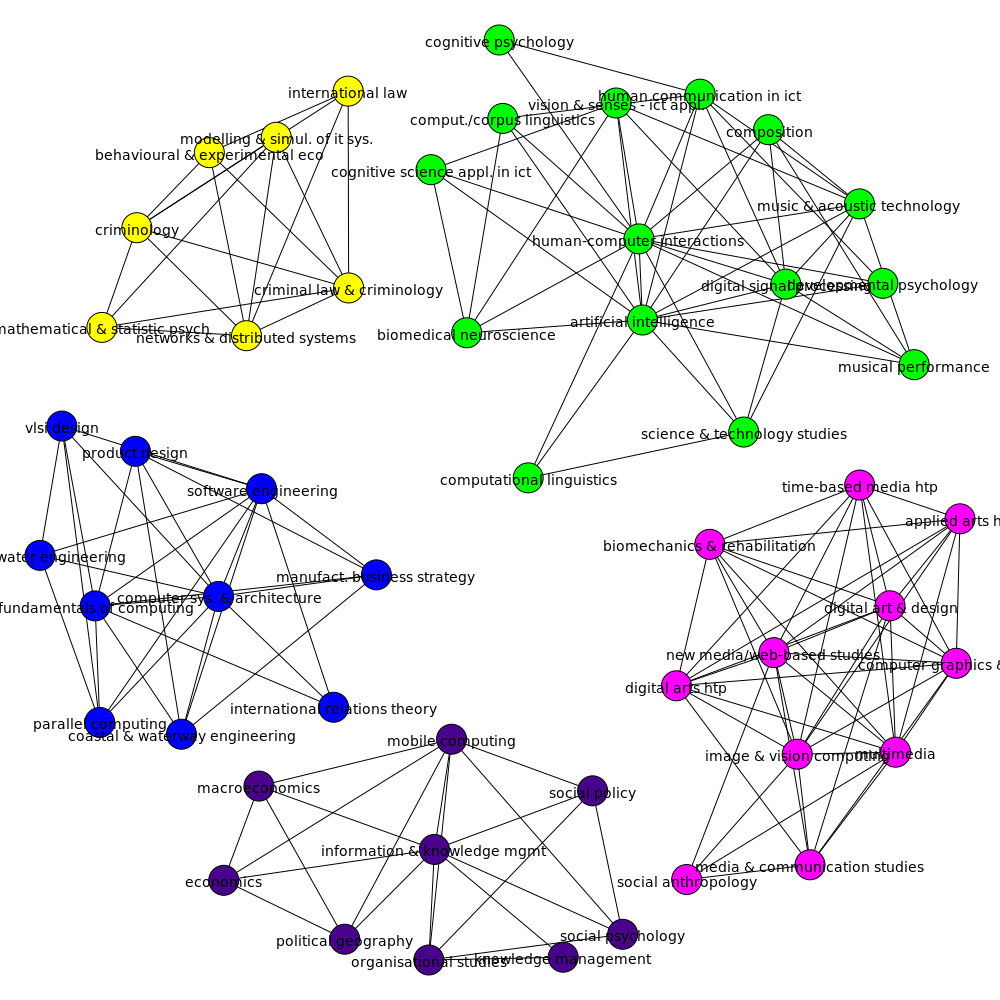 cognitive psychology
international law
human communication in ict
vision & senses - ict appl.
comput./corpus linguistics
composition
modelling & simul. of it sys.
behavioural & experimental eco
cognitive science appl. in ict
music & acoustic technology
criminology
human-computer interactions
digital signal processing
developmental psychology
criminal law & criminology
artificial intelligence
mathematical & statistic psych
networks & distributed systems
biomedical neuroscience
musical performance
vlsi design
science & technology studies
product design
computational linguistics
time-based media htp
software engineering
applied arts h
biomechanics & rehabilitation
water engineering
manufact. business strategy
computer sys. & architecture
fundamentals of computing
digital art & design
new media/web-based studies
computer graphics &
digital arts htp
international relations theory
parallel computing
coastal & waterway engineering
mobile computing
image & vision computing
multimedia
macroeconomics
social policy
information & knowledge mgmt
media & communication studies
economics
social anthropology
political geography
social psychology
organisational studies
knowledge management